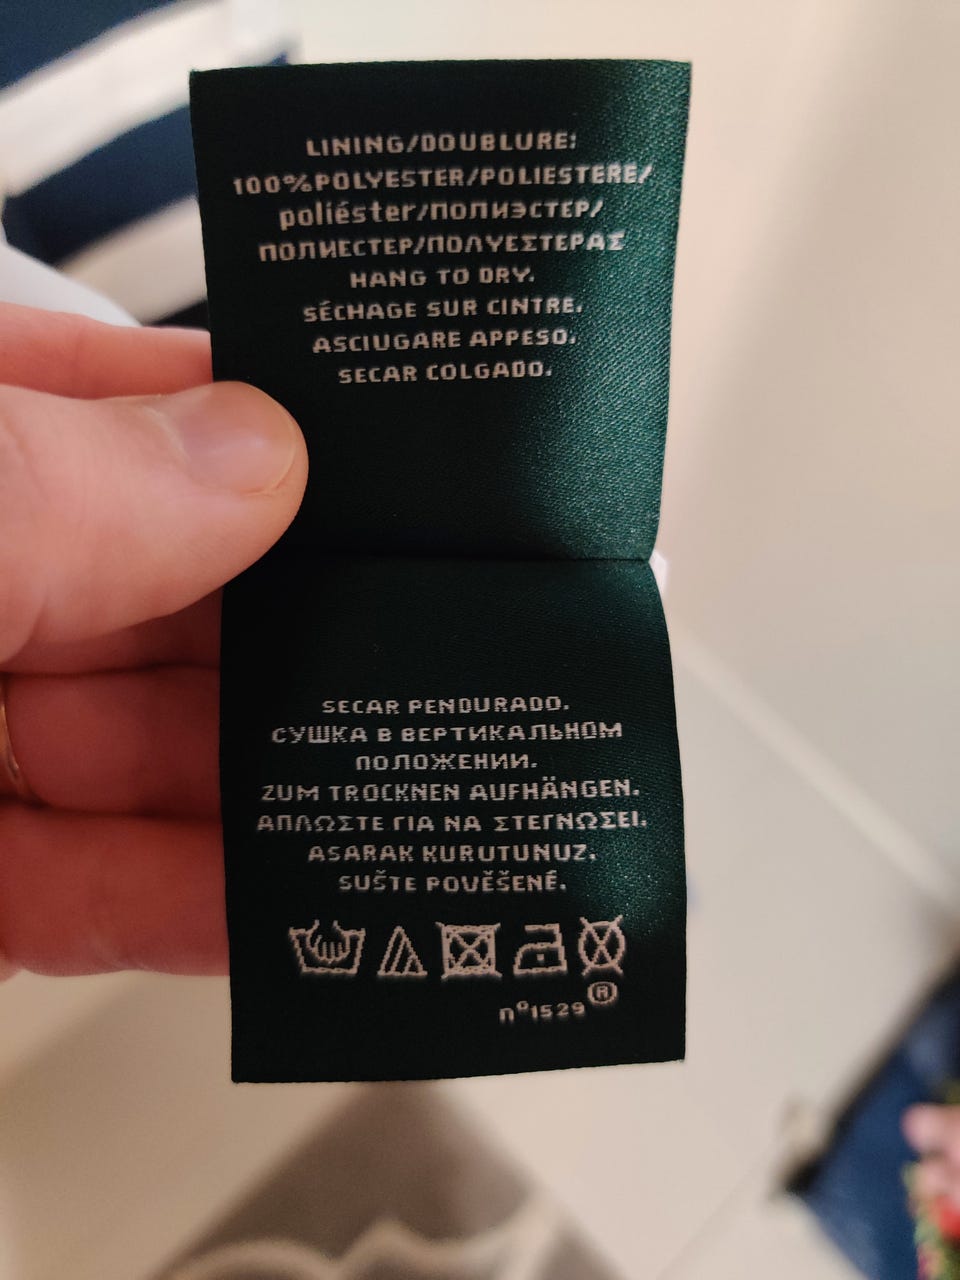 LINING/DOUBLURE:
100%POLYESTER/POLIESTERE/
poliéster/ПОЛИЭСТЕР/
ПОЛИЕСТЕР/ΠΟΛΥΕΣΤΕΡΑΣ
HANG TO DRY.
SÉCHAGE SUR CINTRE.
ASCIUGARE APPESO.
SECAR COLGADO.
SECAR PENDURADO.
СУШКА В ВЕРТИКАЛЬНОМ
ПОЛОЖЕНИИ.
ZUM TROCKNEN AUFHÄNGEN.
ΑΠΛΩΣΤΕ ΓΙΑ ΝΑ ΣΤΕΓΝΩΣΕΙ.
ASARAK KURUTUNUZ.
SUŠTE POVĚŠENÉ.
nº1529®